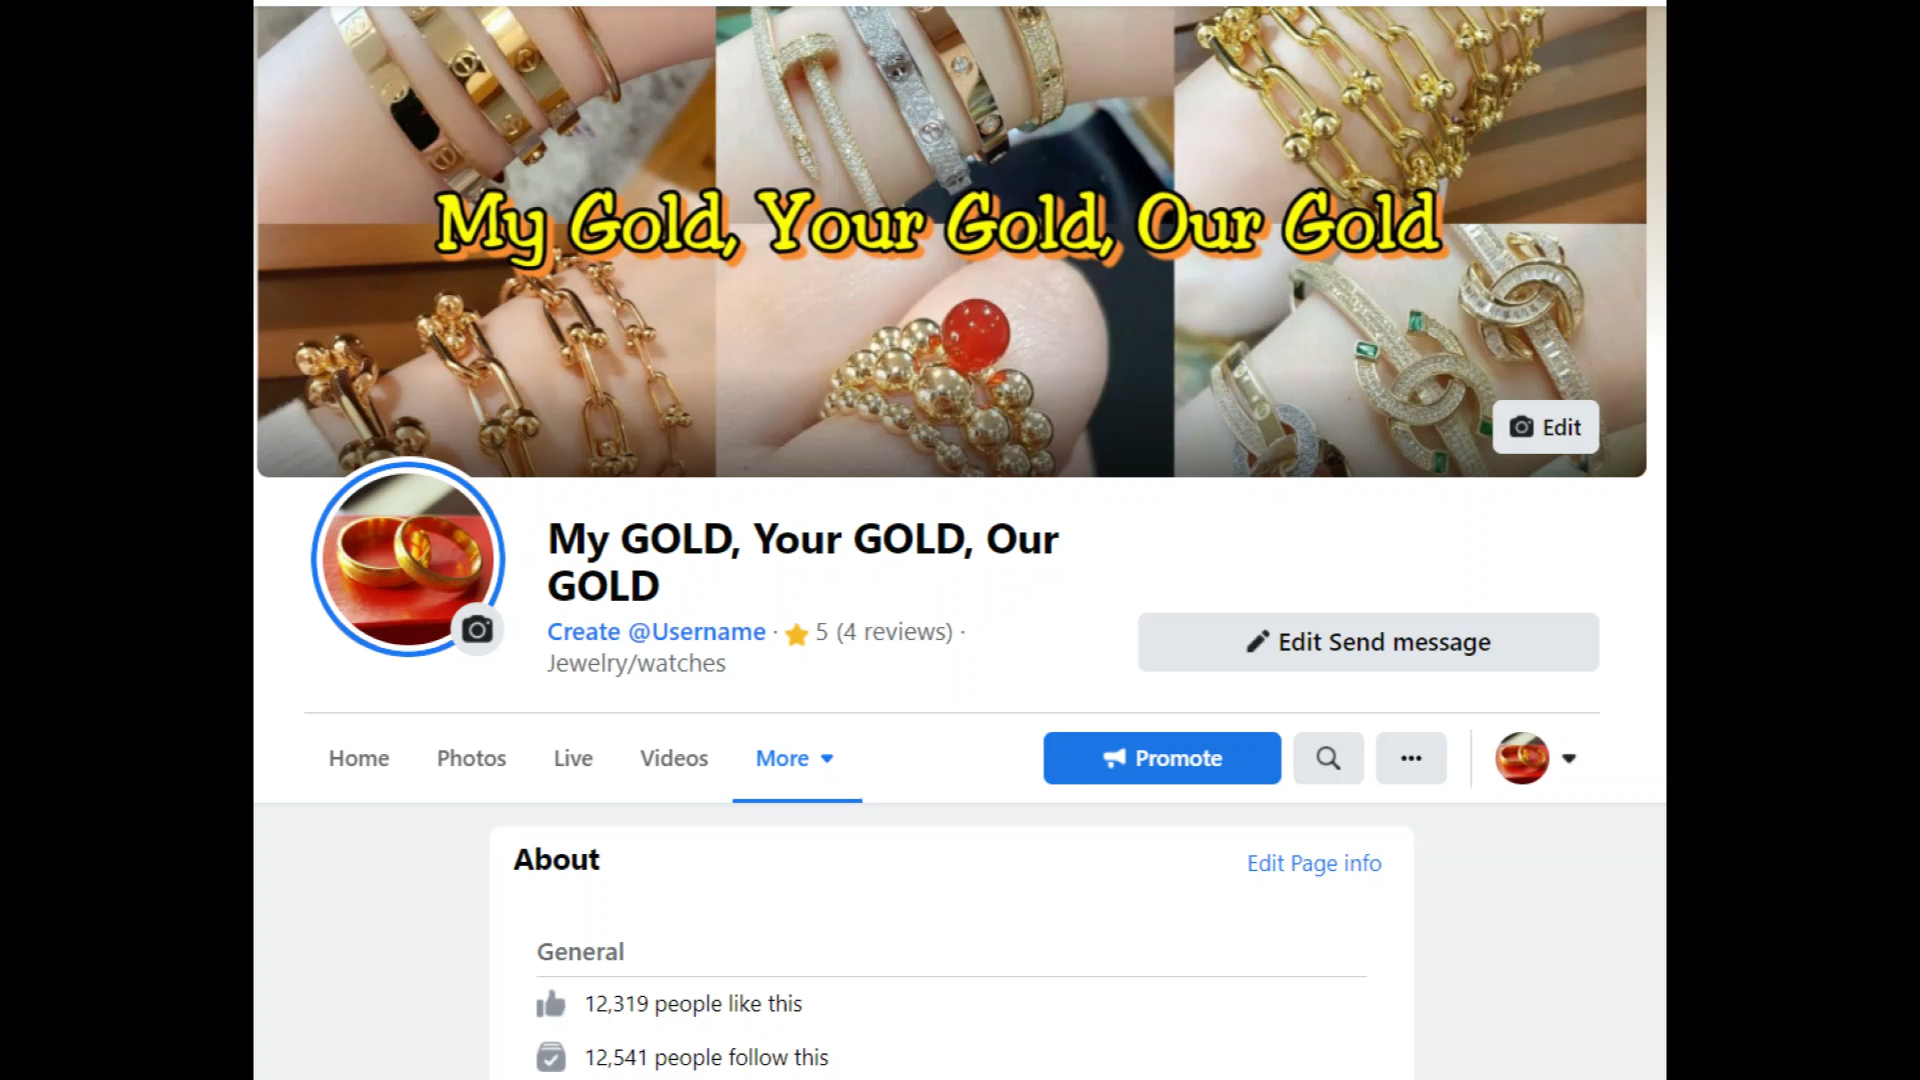 My Gold, Your Gold, Our Gold
Edit
My GOLD, Your GOLD, Our
GOLD
Create @Username · 5 (4 reviews) ·
Jewelry/watches
Edit Send message
Home Photos Live Videos More
Promote
About
Edit Page info
General
12,319 people like this
12,541 people follow this